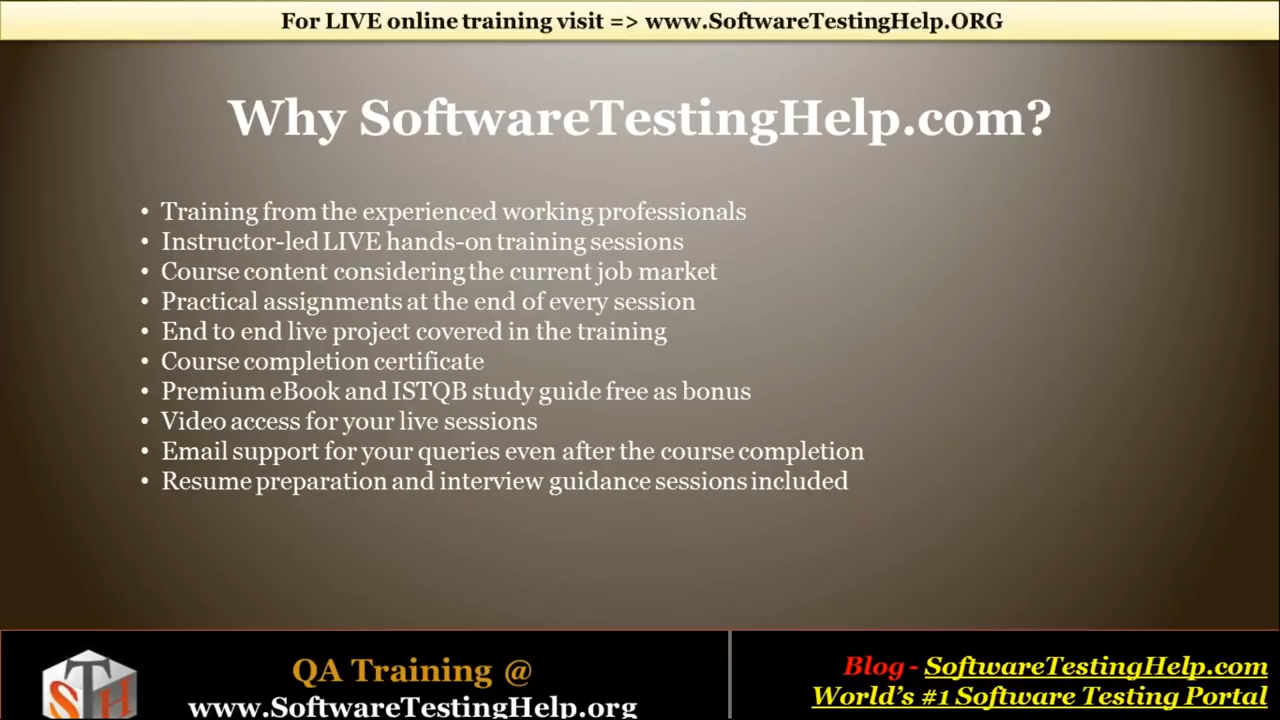 For LIVE online training visit => www.SoftwareTestingHelp.ORG
Why SoftwareTestingHelp.com?
• Training from the experienced working professionals
• Instructor-led LIVE hands-on training sessions
• Course content considering the current job market
• Practical assignments at the end of every session
• End to end live project covered in the training
• Course completion certificate
• Premium eBook and ISTQB study guide free as bonus
• Video access for your live sessions
• Email support for your queries even after the course completion
• Resume preparation and interview guidance sessions included
STH
QA Training @
www.SoftwareTestingHelp.org
Blog - SoftwareTestingHelp.com
World's #1 Software Testing Portal